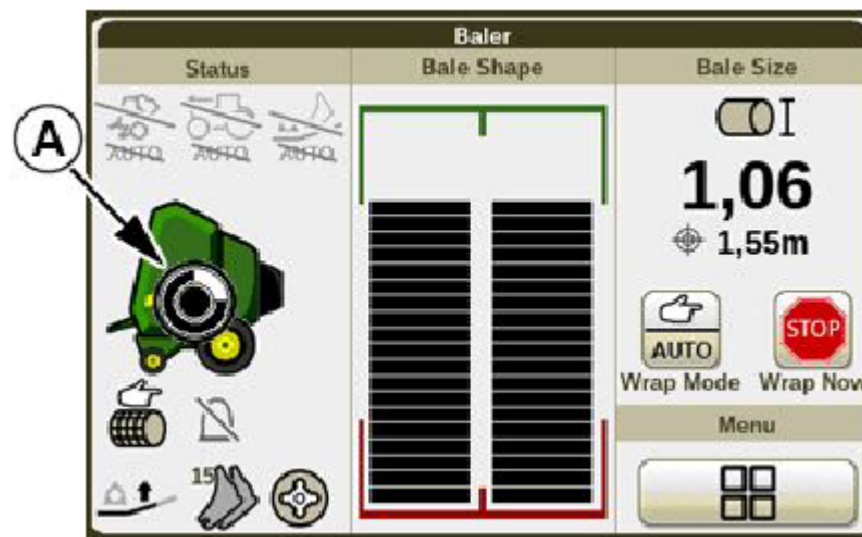 Baler
Status
Bale Shape
Bale Size
AUTO AUTO AUTO
A
1,06
1,55m
AUTO
STOP
Wrap Mode
Wrap Now
Menu
15